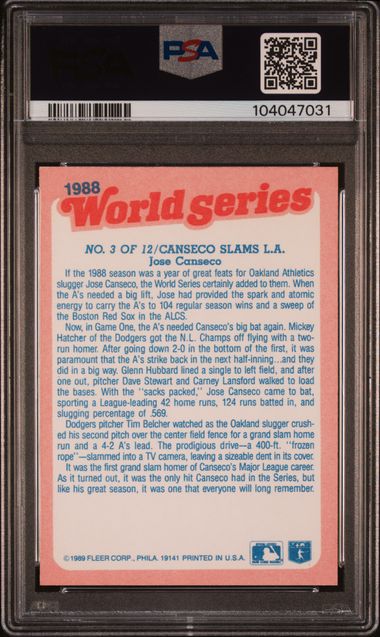 PSA
104047031
1988
World Series
NO. 3 OF 12/CANSECO SLAMS L.A.
Jose Canseco
If the 1988 season was a year of great feats for Oakland Athletics
slugger Jose Canseco, the World Series certainly added to them. When
the A's needed a big lift, Jose had provided the spark and atomic
energy to carry the A's to 104 regular season wins and a sweep of
the Boston Red Sox in the ALCS.
Now, in Game One, the A's needed Canseco's big bat again. Mickey
Hatcher of the Dodgers got the N.L. Champs off flying with a two-
run homer. After going down 2-0 in the bottom of the first, it was
paramount that the A's strike back in the next half-inning...and they
did in a big way. Glenn Hubbard lined a single to left field, and after
one out, pitcher Dave Stewart and Carney Lansford walked to load
the bases. With the "sacks packed," Jose Canseco came to bat,
sporting a League-leading 42 home runs, 124 runs batted in, and
slugging percentage of .569.
Dodgers pitcher Tim Belcher watched as the Oakland slugger crush-
ed his second pitch over the center field fence for a grand slam home
run and a 4-2 A's lead. The prodigious drive—a 400-ft. "frozen
rope"—slammed into a TV camera, leaving a sizeable dent in its cover.
It was the first grand slam homer of Canseco's Major League career.
As it turned out, it was the only hit Canseco had in the Series, but
like his great season, it was one that everyone will long remember.
©1989 FLEER CORP., PHILA. 19141 PRINTED IN U.S.A.